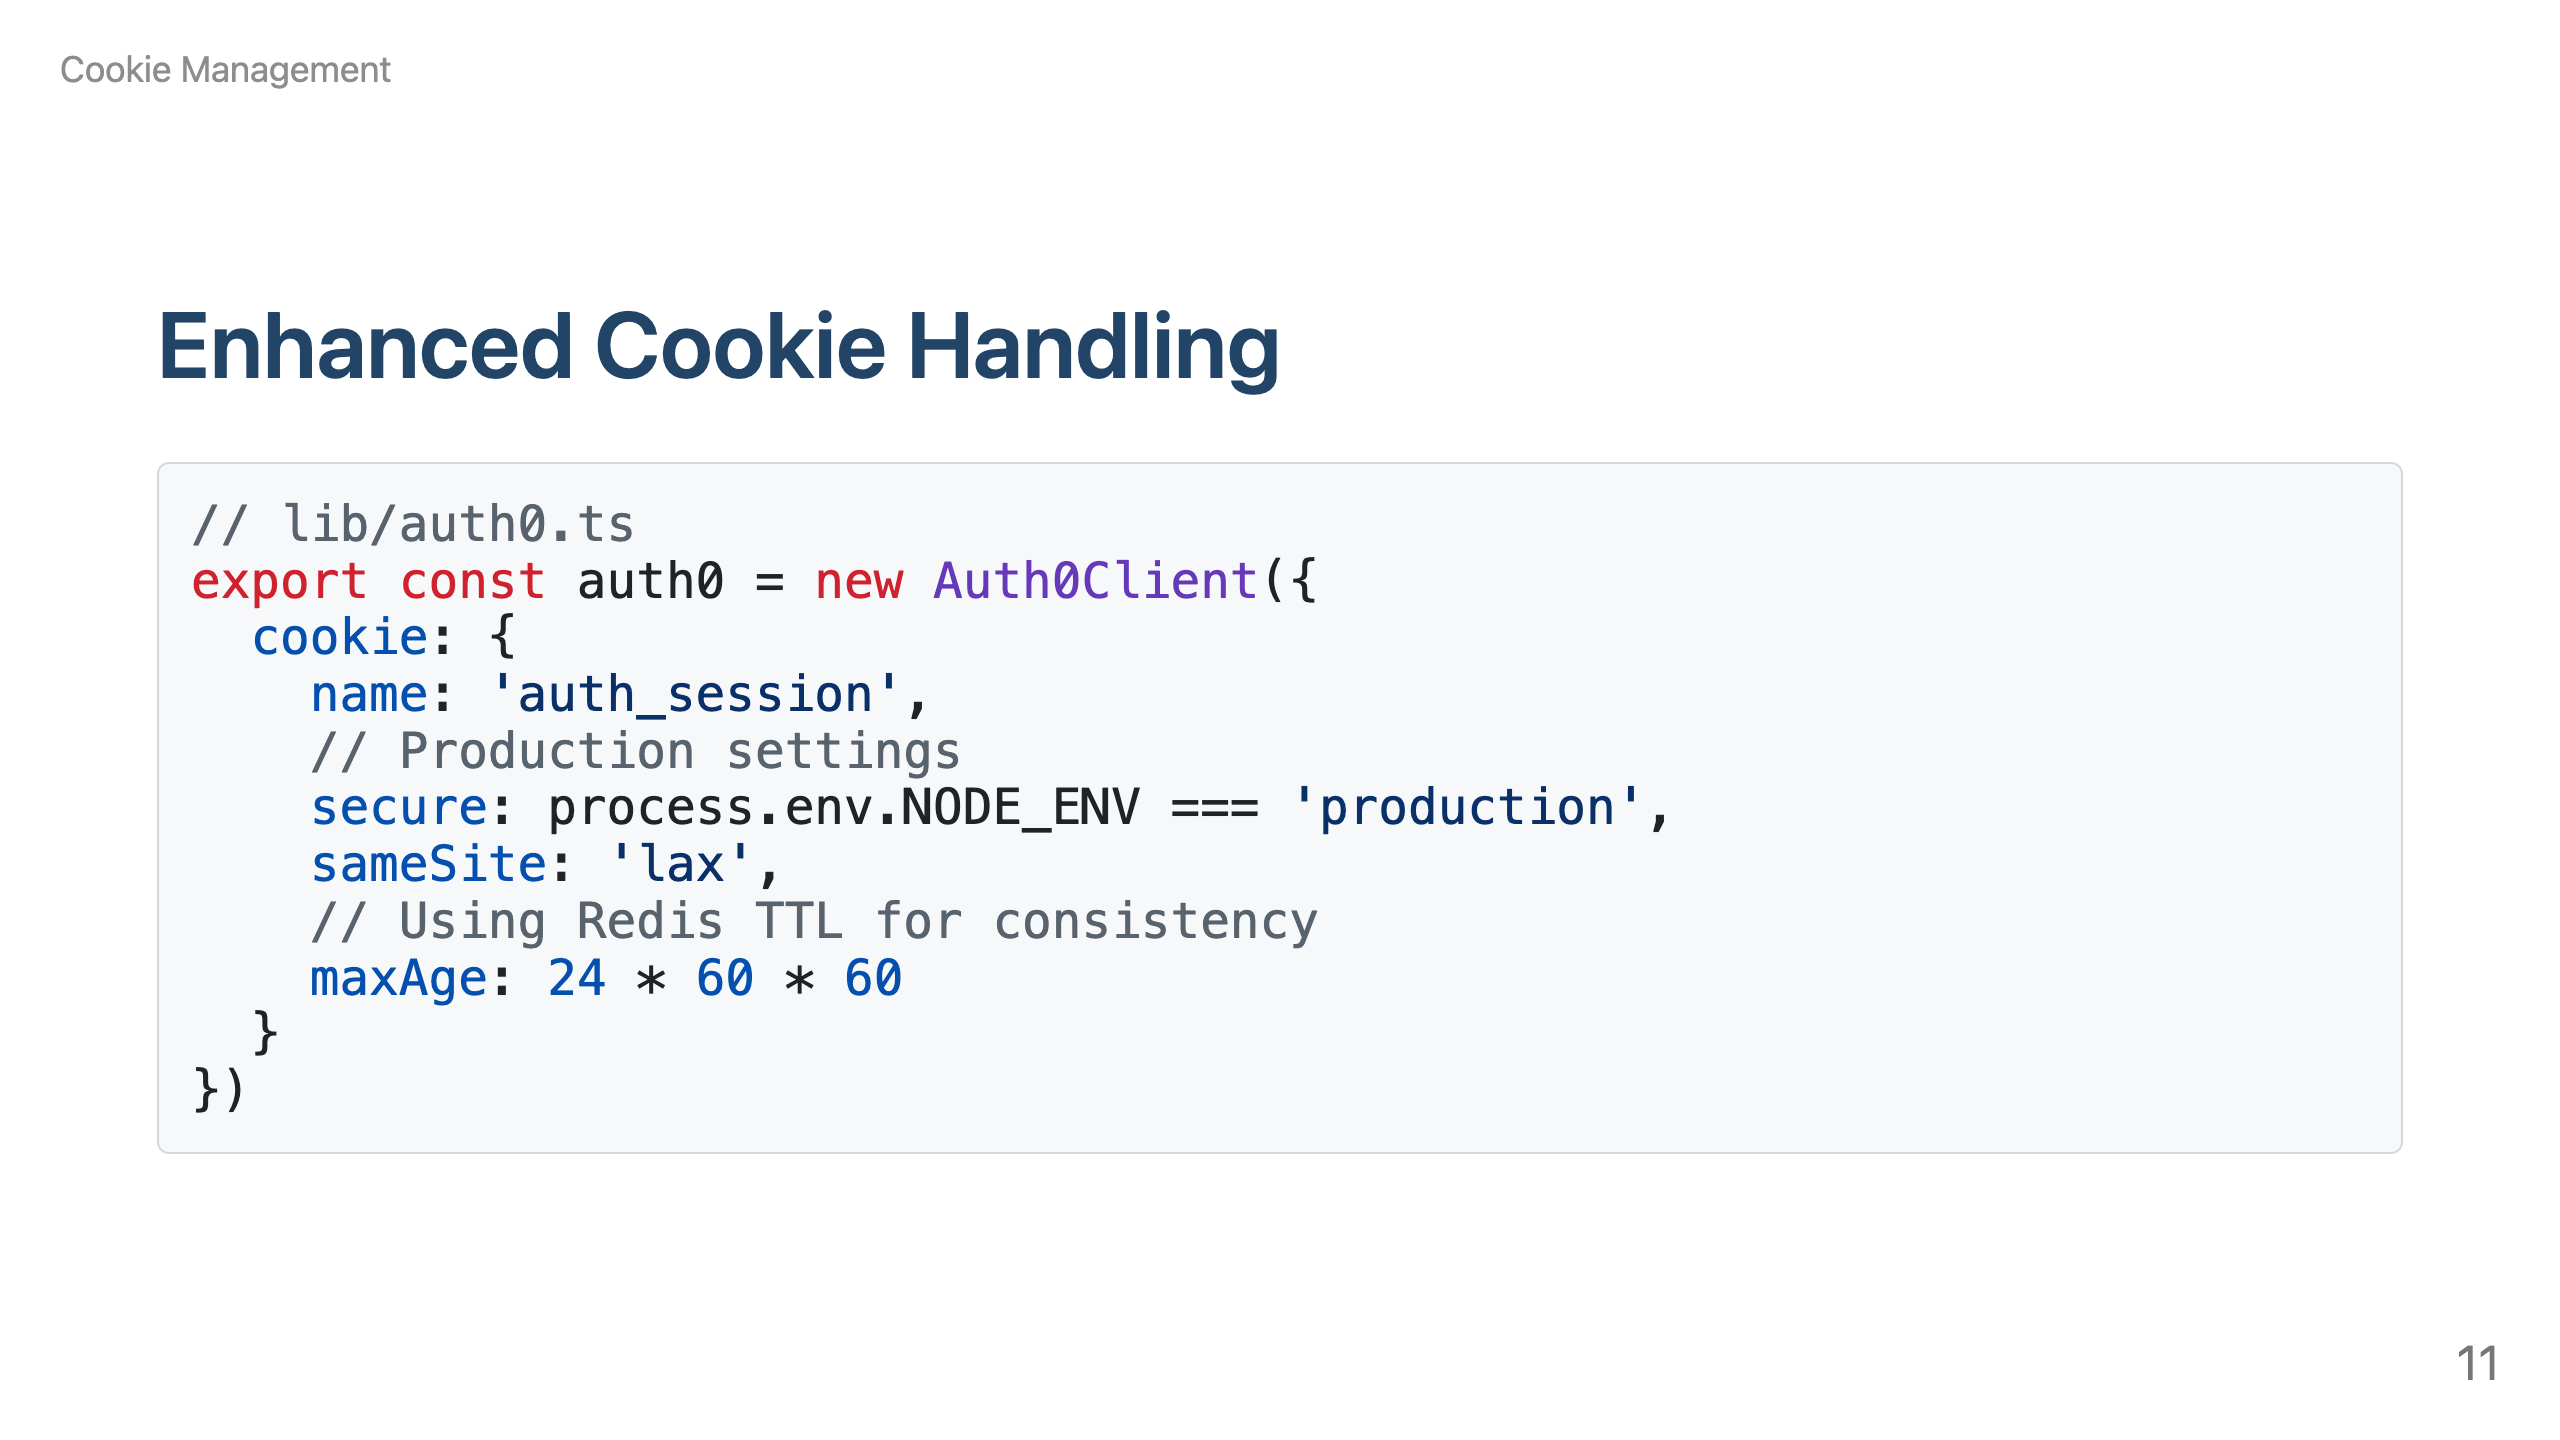 Cookie Management
Enhanced Cookie Handling
// lib/auth0.ts
export const auth0 = new Auth0Client({
  cookie: {
    name: 'auth_session',
    // Production settings
    secure: process.env.NODE_ENV === 'production',
    sameSite: 'lax',
    // Using Redis TTL for consistency
    maxAge: 24 * 60 * 60
  }
})
11